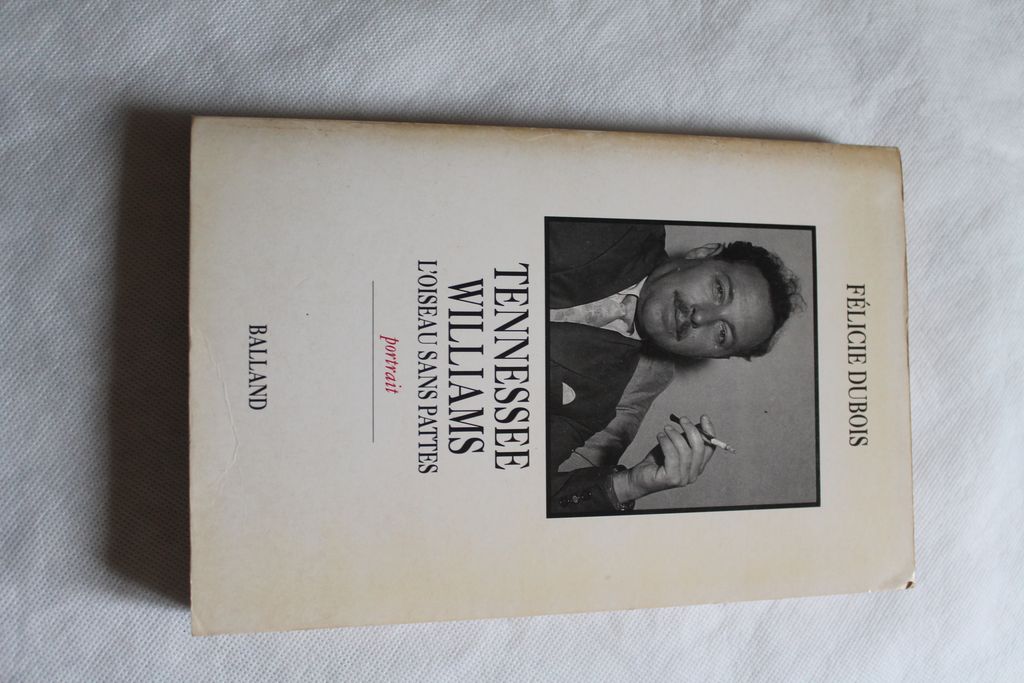 FÉLICIE DUBOIS
TENNESSEE
WILLIAMS
L'OISEAU SANS PATTES
portrait
BALLAND